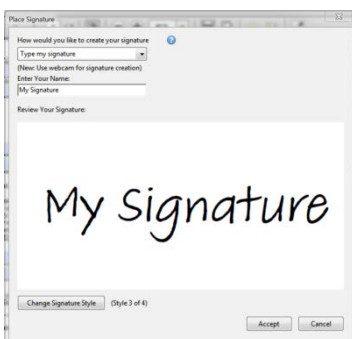 Place Signature
How would you like to create your signature
Type my signature
(New: Use webcam for signature creation)
Enter Your Name:
My Signature
Review Your Signature:
My Signature
Change Signature Style (Style 3 of 4)
Accept Cancel